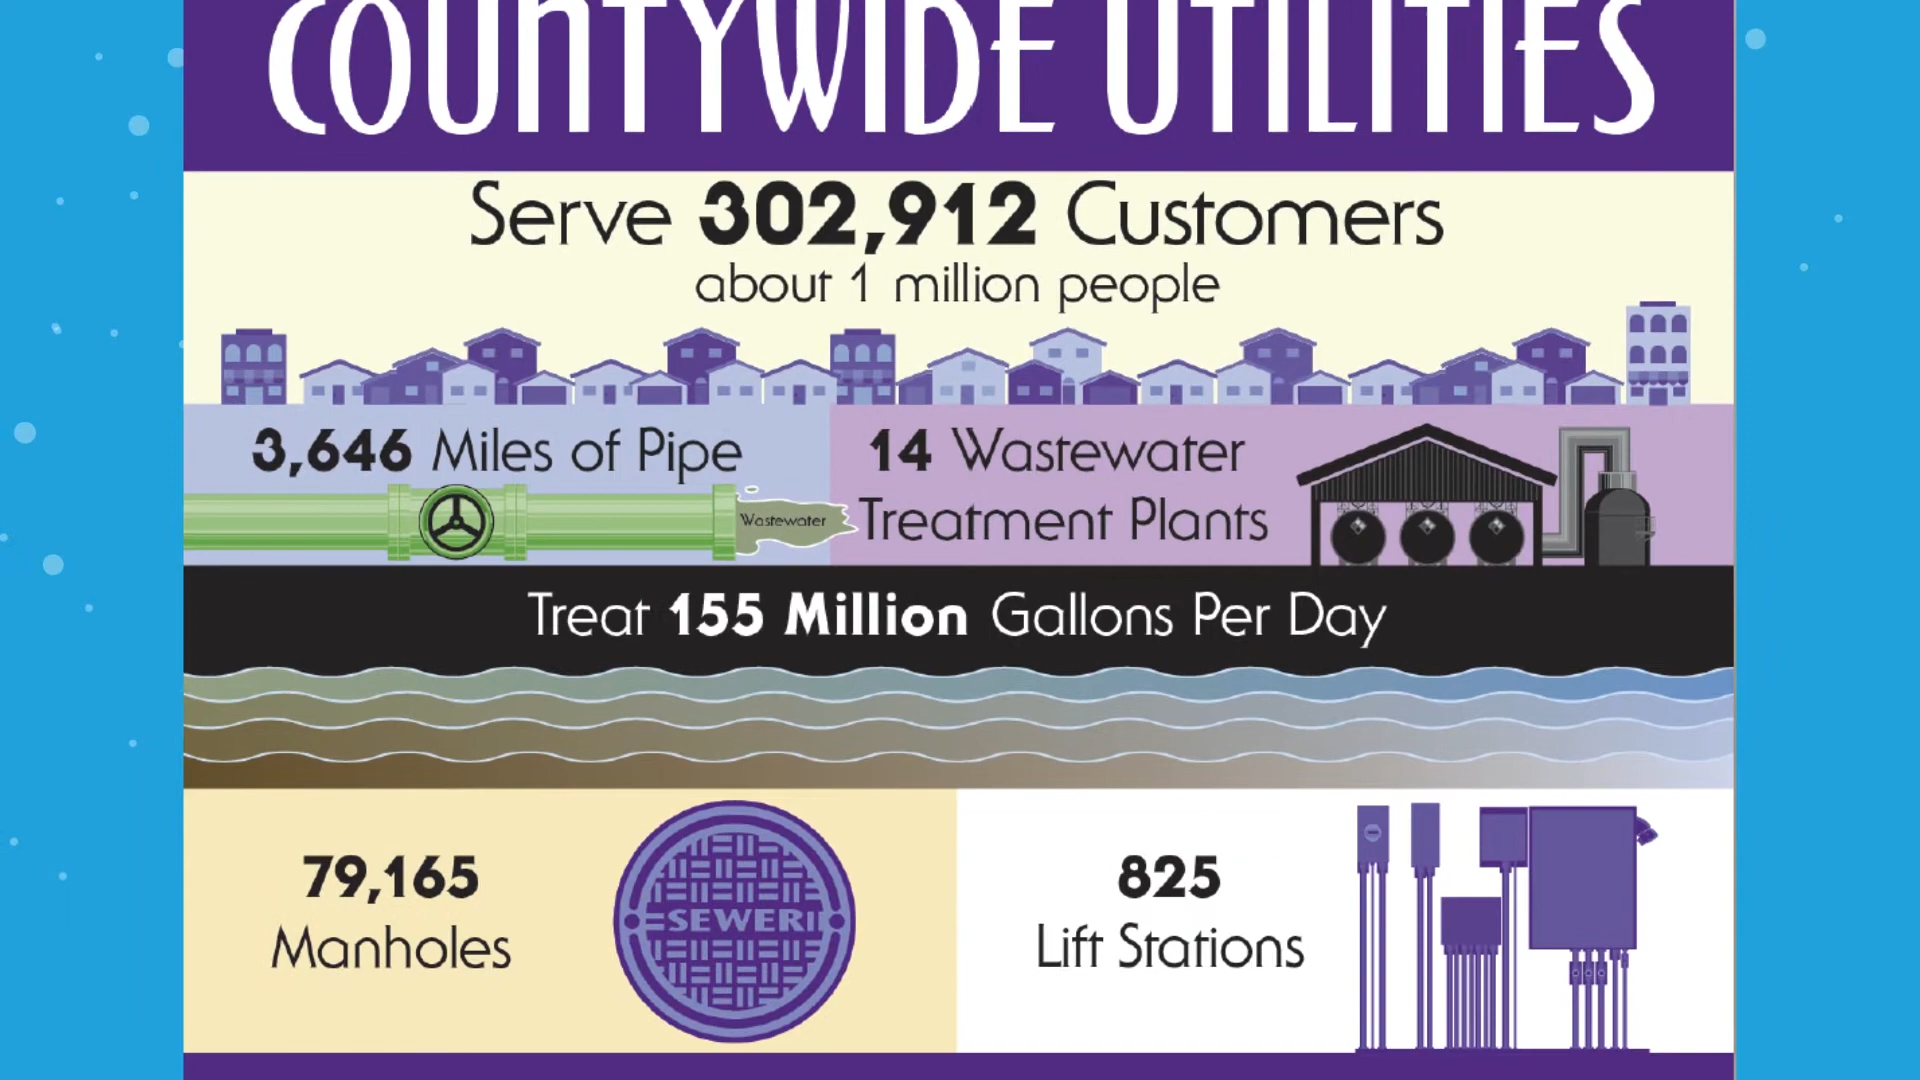 COUNTYWIDE UTILITIES
Serve 302,912 Customers
about 1 million people
3,646 Miles of Pipe
Wastewater
14 Wastewater
Treatment Plants
Treat 155 Million Gallons Per Day
79,165
Manholes
SEWER
825
Lift Stations